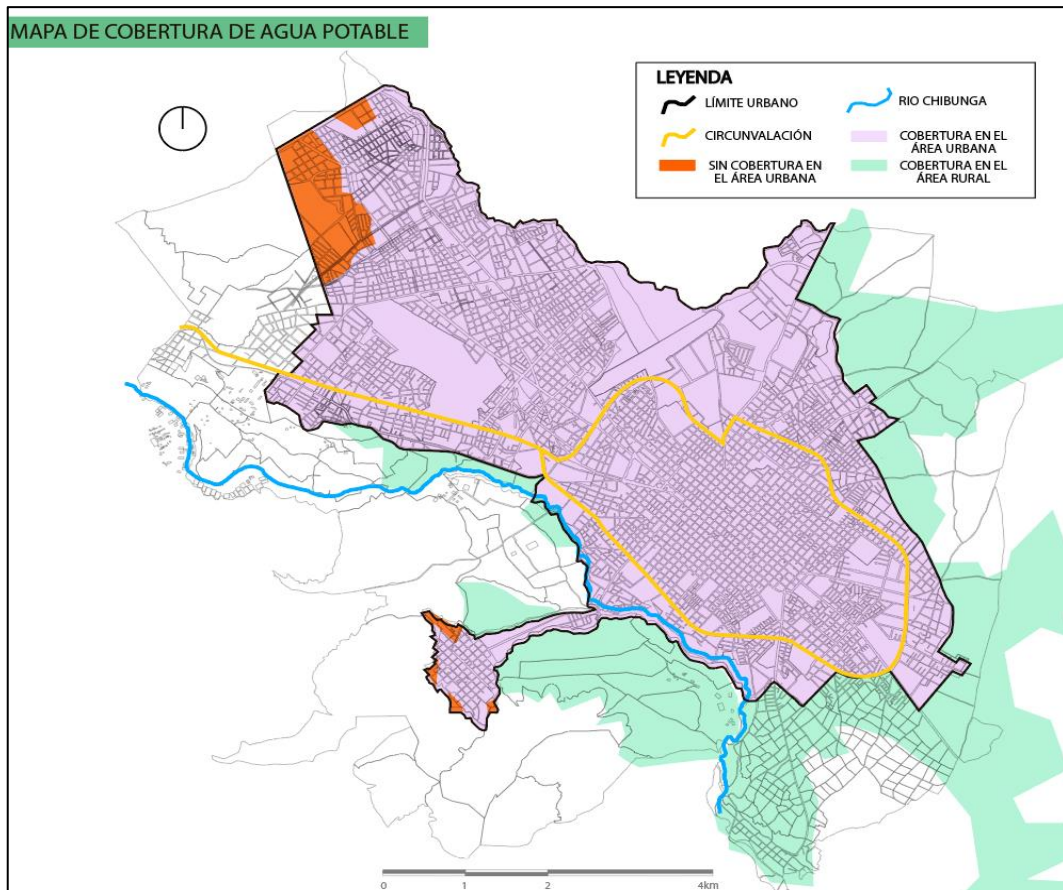 MAPA DE COBERTURA DE AGUA POTABLE
LEYENDA
LÍMITE URBANO
RIO CHIBUNGA
CIRCUNVALACIÓN
COBERTURA EN EL
ÁREA URBANA
SIN COBERTURA EN
EL ÁREA URBANA
COBERTURA EN EL
ÁREA RURAL
0 1 2 4km